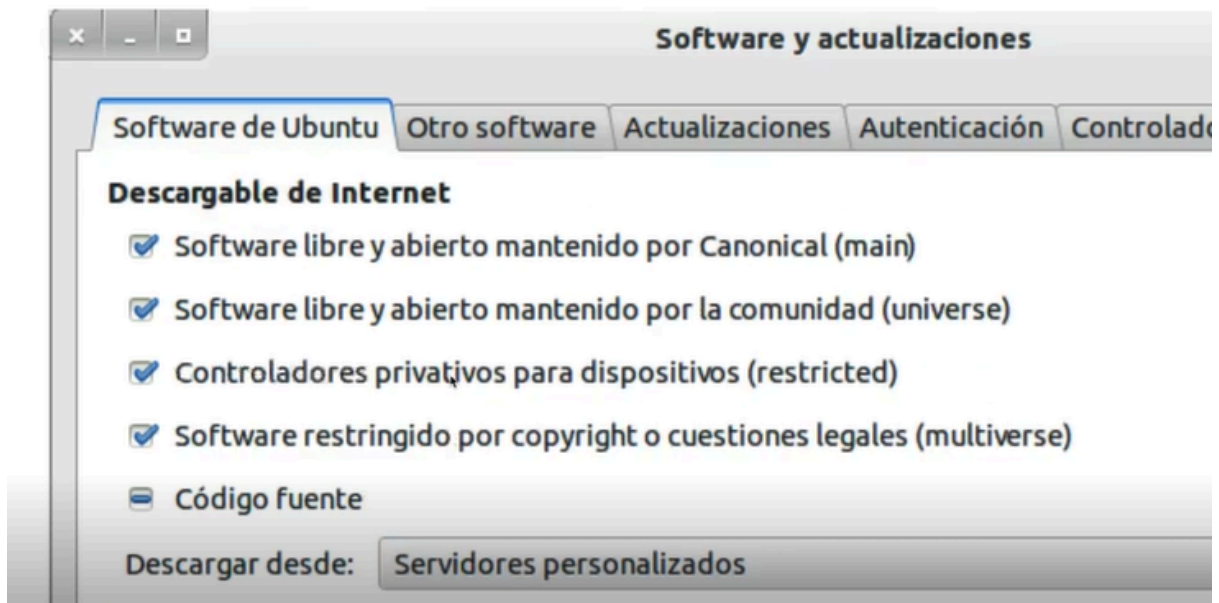 Software y actualizaciones
Software de Ubuntu Otro software Actualizaciones Autenticación Controlado
Descargable de Internet
Software libre y abierto mantenido por Canonical (main)
Software libre y abierto mantenido por la comunidad (universe)
Controladores privativos para dispositivos (restricted)
Software restringido por copyright o cuestiones legales (multiverse)
Código fuente
Descargar desde: Servidores personalizados